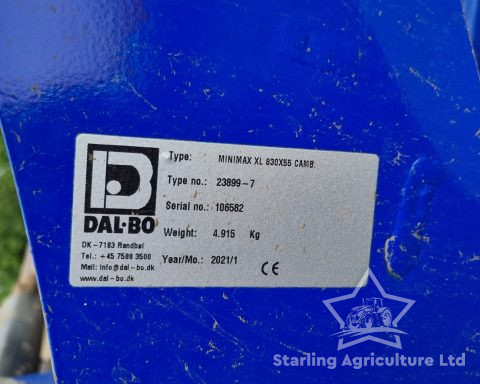 DAL-BO
DK-7183 Randbøl
Tel.: +45 7588 3500
Mail: info@dal-bo.dk
www.dal-bo.dk
Type: MINIMAX XL 830X55 CAMB.
Type no.: 23899-7
Serial no.: 106582
Weight: 4.915 Kg
Year/Mo.: 2021/1
CE
Starling Agriculture Ltd